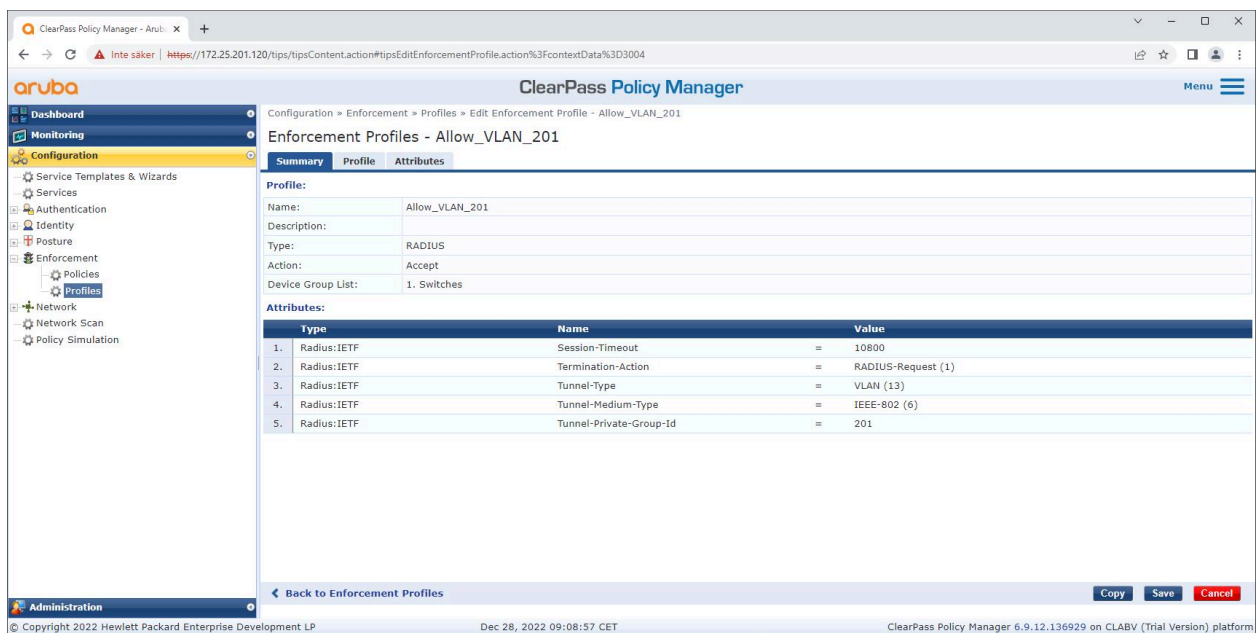 ClearPass Policy Manager - Arub
Inte säker | https://172.25.201.120/tips/tipsContent.action#tipsEditEnforcementProfile.action%3FcontextData%3D3004
aruba
ClearPass Policy Manager
Menu
Dashboard
Monitoring
Configuration
Service Templates & Wizards
Services
Authentication
Identity
Posture
Enforcement
Policies
Profiles
Network
Network Scan
Policy Simulation
Administration
Configuration » Enforcement » Profiles » Edit Enforcement Profile - Allow_VLAN_201
Enforcement Profiles - Allow_VLAN_201
Summary Profile Attributes
Profile:
Name: Allow_VLAN_201
Description:
Type: RADIUS
Action: Accept
Device Group List: 1. Switches
Attributes:
Type Name Value
1. Radius:IETF Session-Timeout = 10800
2. Radius:IETF Termination-Action = RADIUS-Request (1)
3. Radius:IETF Tunnel-Type = VLAN (13)
4. Radius:IETF Tunnel-Medium-Type = IEEE-802 (6)
5. Radius:IETF Tunnel-Private-Group-Id = 201
Back to Enforcement Profiles Copy Save Cancel
© Copyright 2022 Hewlett Packard Enterprise Development LP Dec 28, 2022 09:08:57 CET ClearPass Policy Manager 6.9.12.136929 on CLABV (Trial Version) platform